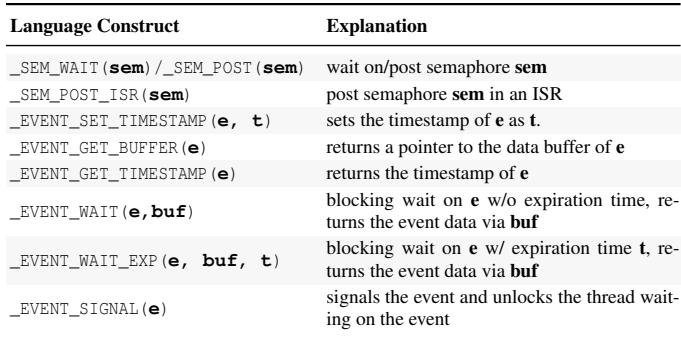 Language Construct Explanation
_SEM_WAIT(sem)/_SEM_POST(sem) wait on/post semaphore sem
_SEM_POST_ISR(sem) post semaphore sem in an ISR
_EVENT_SET_TIMESTAMP(e, t) sets the timestamp of e as t.
_EVENT_GET_BUFFER(e) returns a pointer to the data buffer of e
_EVENT_GET_TIMESTAMP(e) returns the timestamp of e
_EVENT_WAIT(e,buf) blocking wait on e w/o expiration time, re-
turns the event data via buf
_EVENT_WAIT_EXP(e, buf, t) blocking wait on e w/ expiration time t, re-
turns the event data via buf
_EVENT_SIGNAL(e) signals the event and unlocks the thread wait-
ing on the event